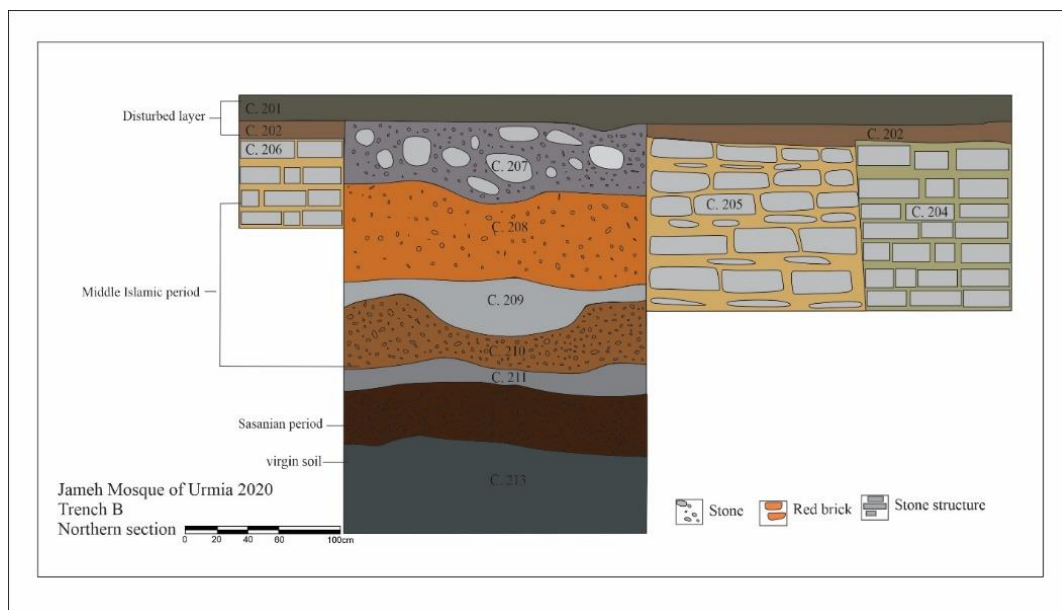 C. 201
Disturbed layer
C. 202
C. 202
C. 206
C. 207
C. 205
C. 204
C. 208
Middle Islamic period
C. 209
C. 210
C. 211
Sasanian period
virgin soil
C. 213
Jameh Mosque of Urmia 2020
Trench B
Northern section
0 20 40 60 100cm
Stone
Red brick
Stone structure